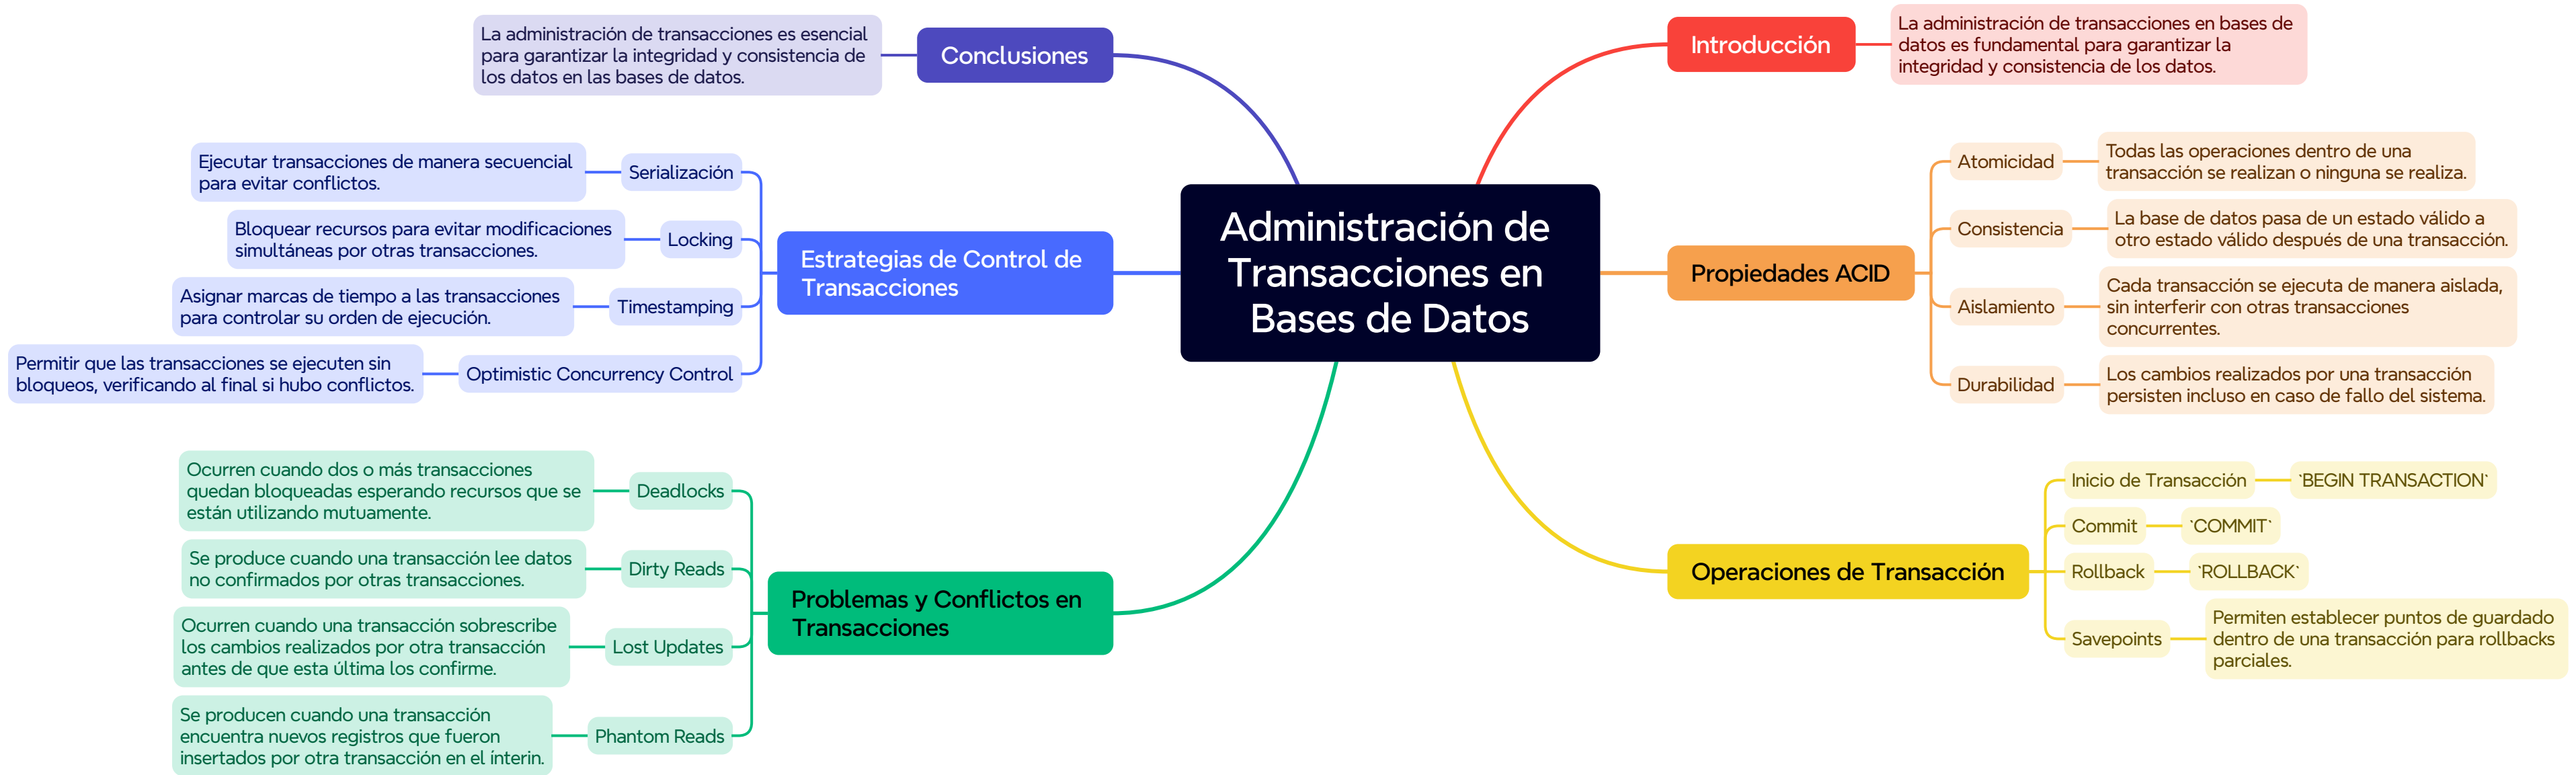 Administración de
Transacciones en
Bases de Datos
Introducción
La administración de transacciones en bases de
datos es fundamental para garantizar la
integridad y consistencia de los datos.
Propiedades ACID
Atomicidad
Todas las operaciones dentro de una
transacción se realizan o ninguna se realiza.
Consistencia
La base de datos pasa de un estado válido a
otro estado válido después de una transacción.
Aislamiento
Cada transacción se ejecuta de manera aislada,
sin interferir con otras transacciones
concurrentes.
Durabilidad
Los cambios realizados por una transacción
persisten incluso en caso de fallo del sistema.
Operaciones de Transacción
Inicio de Transacción
`BEGIN TRANSACTION`
Commit
`COMMIT`
Rollback
`ROLLBACK`
Savepoints
Permiten establecer puntos de guardado
dentro de una transacción para rollbacks
parciales.
Problemas y Conflictos en
Transacciones
Deadlocks
Ocurren cuando dos o más transacciones
quedan bloqueadas esperando recursos que se
están utilizando mutuamente.
Dirty Reads
Se produce cuando una transacción lee datos
no confirmados por otras transacciones.
Lost Updates
Ocurren cuando una transacción sobrescribe
los cambios realizados por otra transacción
antes de que esta última los confirme.
Phantom Reads
Se producen cuando una transacción
encuentra nuevos registros que fueron
insertados por otra transacción en el ínterin.
Estrategias de Control de
Transacciones
Serialización
Ejecutar transacciones de manera secuencial
para evitar conflictos.
Locking
Bloquear recursos para evitar modificaciones
simultáneas por otras transacciones.
Timestamping
Asignar marcas de tiempo a las transacciones
para controlar su orden de ejecución.
Optimistic Concurrency Control
Permitir que las transacciones se ejecuten sin
bloqueos, verificando al final si hubo conflictos.
Conclusiones
La administración de transacciones es esencial
para garantizar la integridad y consistencia de
los datos en las bases de datos.